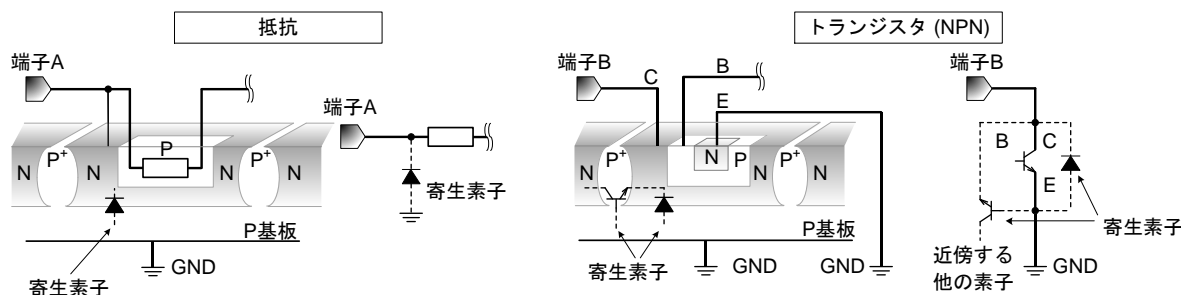 抵抗
トランジスタ (NPN)
端子A
端子A
P
N
P+
N
N
P+
N
寄生素子
P基板
GND
寄生素子
端子B
C
B
E
N
P+
N
N
P
N
P+
N
P基板
寄生素子
GND
GND
端子B
B
C
E
寄生素子
近傍する
他の素子
GND